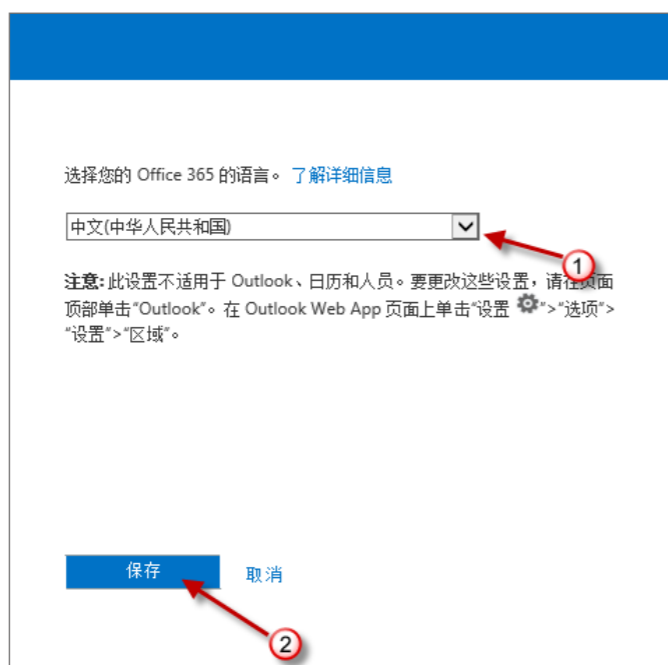 选择您的 Office 365 的语言。 了解详细信息
中文(中华人民共和国)
1
注意: 此设置不适用于 Outlook、日历和人员。要更改这些设置，请在页面
顶部单击“Outlook”。在 Outlook Web App 页面上单击“设置 ”>“选项”>
“设置”>“区域”。
保存 取消
2